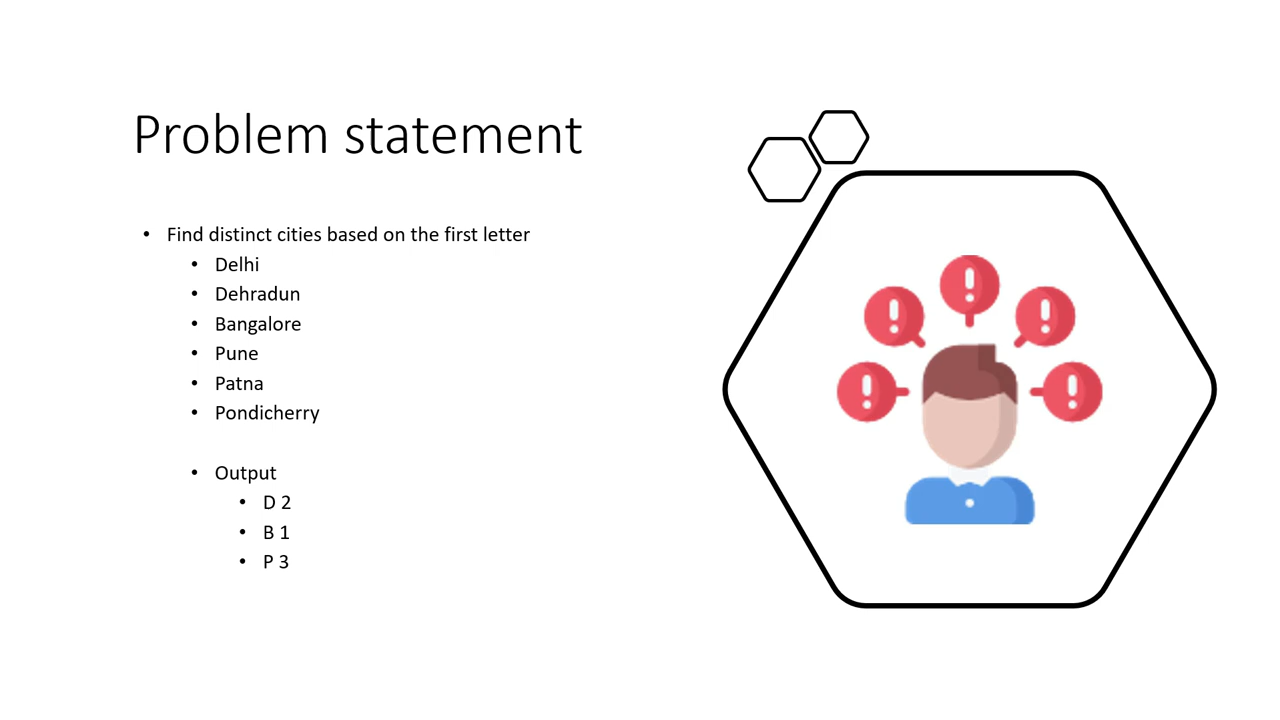 Problem statement
• Find distinct cities based on the first letter
• Delhi
• Dehradun
• Bangalore
• Pune
• Patna
• Pondicherry
• Output
• D 2
• B 1
• P 3